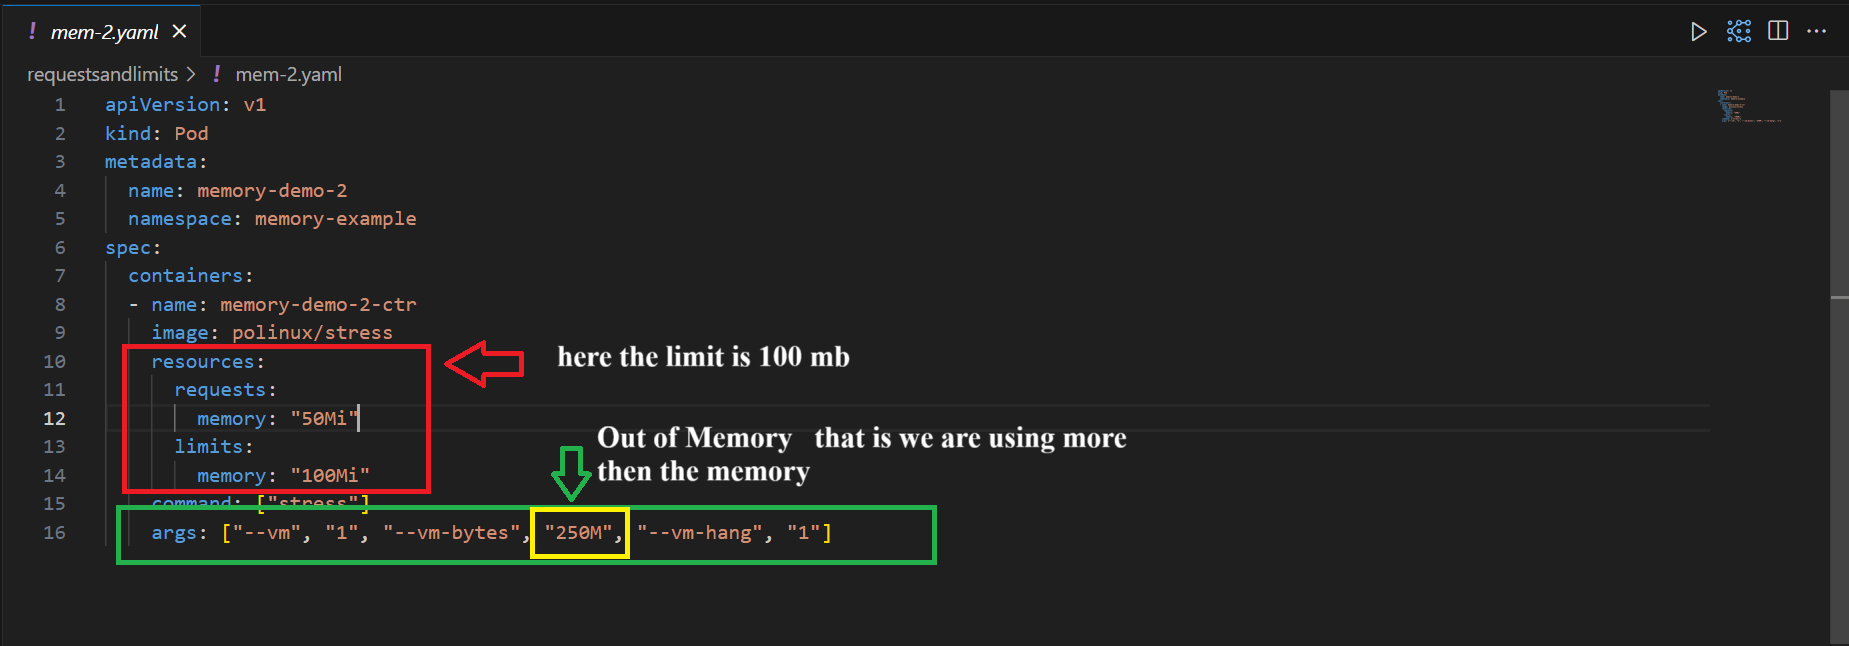 ! mem-2.yaml ×
requestsandlimits > ! mem-2.yaml
1 apiVersion: v1
2 kind: Pod
3 metadata:
4 name: memory-demo-2
5 namespace: memory-example
6 spec:
7 containers:
8 - name: memory-demo-2-ctr
9 image: polinux/stress
10 resources:
here the limit is 100 mb
11 requests:
12 memory: "50Mi"
13 limits:
Out of Memory that is we are using more
then the memory
14 memory: "100Mi"
15 command: ["stress"]
16 args: ["--vm", "1", "--vm-bytes", "250M", "--vm-hang", "1"]